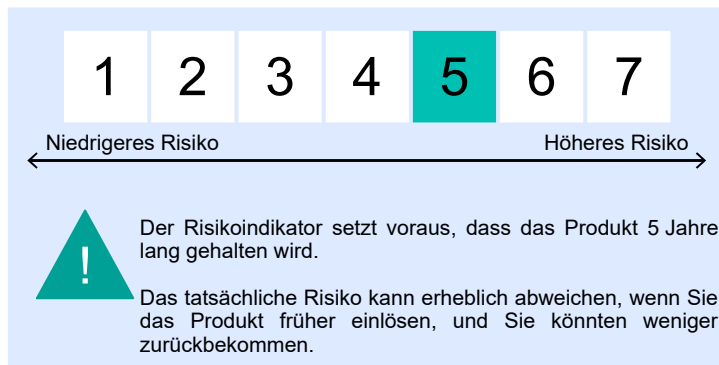 1 2 3 4 5 6 7
Niedrigeres Risiko Höheres Risiko
!
Der Risikoindikator setzt voraus, dass das Produkt 5 Jahre
lang gehalten wird.
Das tatsächliche Risiko kann erheblich abweichen, wenn Sie
das Produkt früher einlösen, und Sie könnten weniger
zurückbekommen.